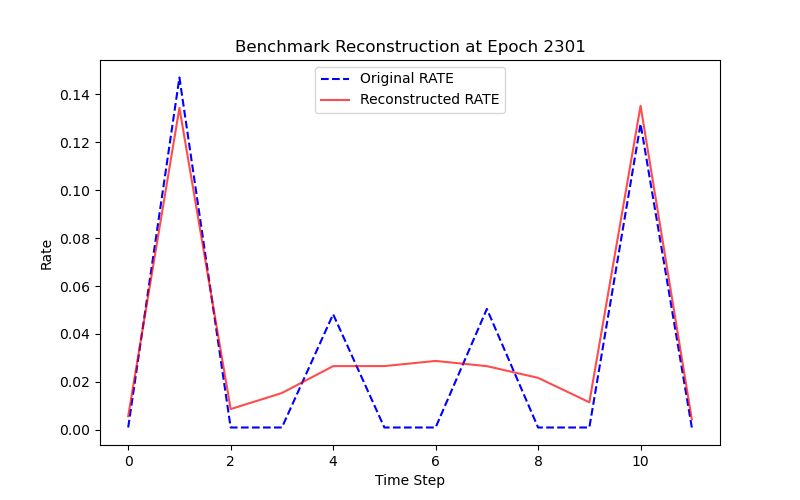 Benchmark Reconstruction at Epoch 2301
Original RATE
Reconstructed RATE
0.14
0.12
0.10
0.08
0.06
0.04
0.02
0.00
Rate
0 2 4 6 8 10
Time Step